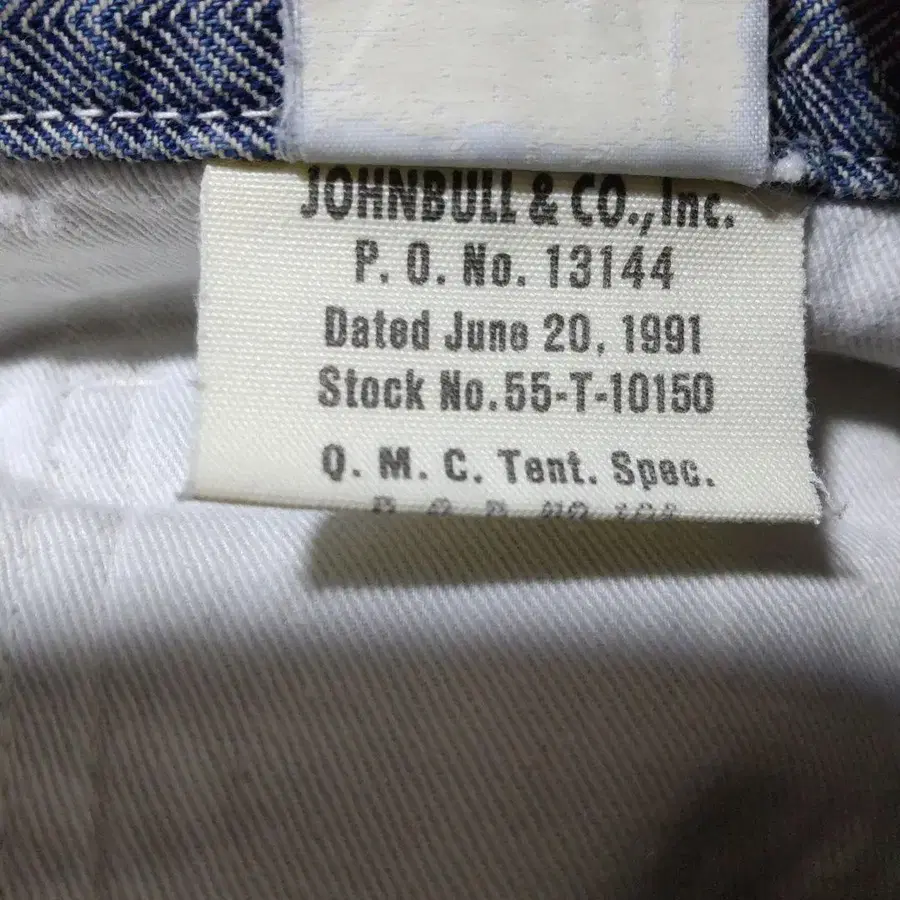 JOHNBULL & CO., Inc.
P. O. No. 13144
Dated June 20, 1991
Stock No. 55-T-10150
Q. M. C. Tent. Spec.